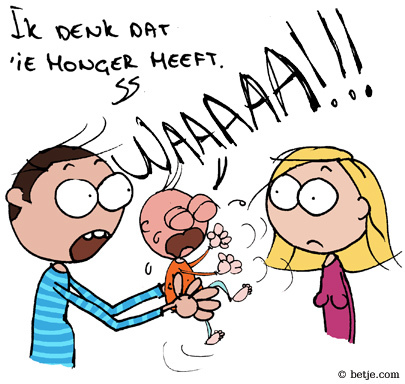 Ik denk dat
'ie honger heeft.
WAAAAA!!!
© betje.com